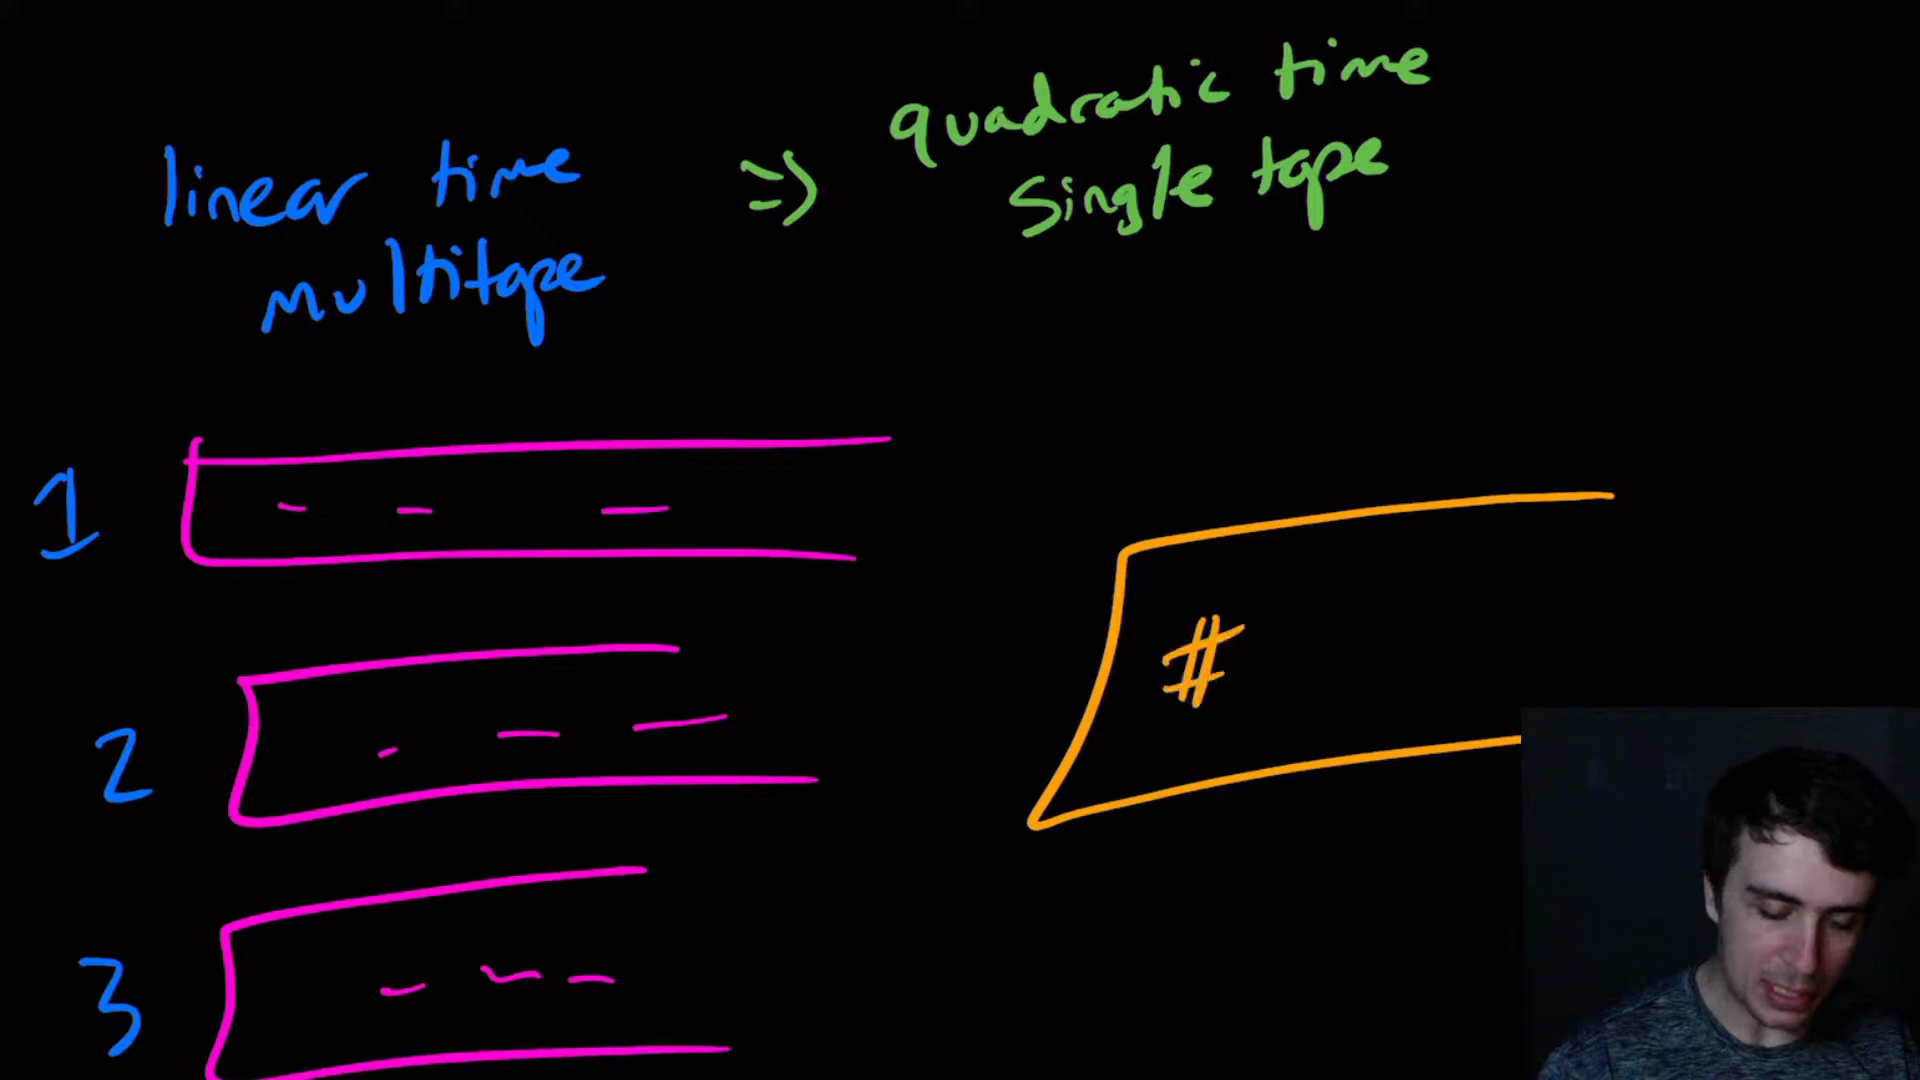 linear time
multitape
=>
quadratic time
single tape
1
2
3
#